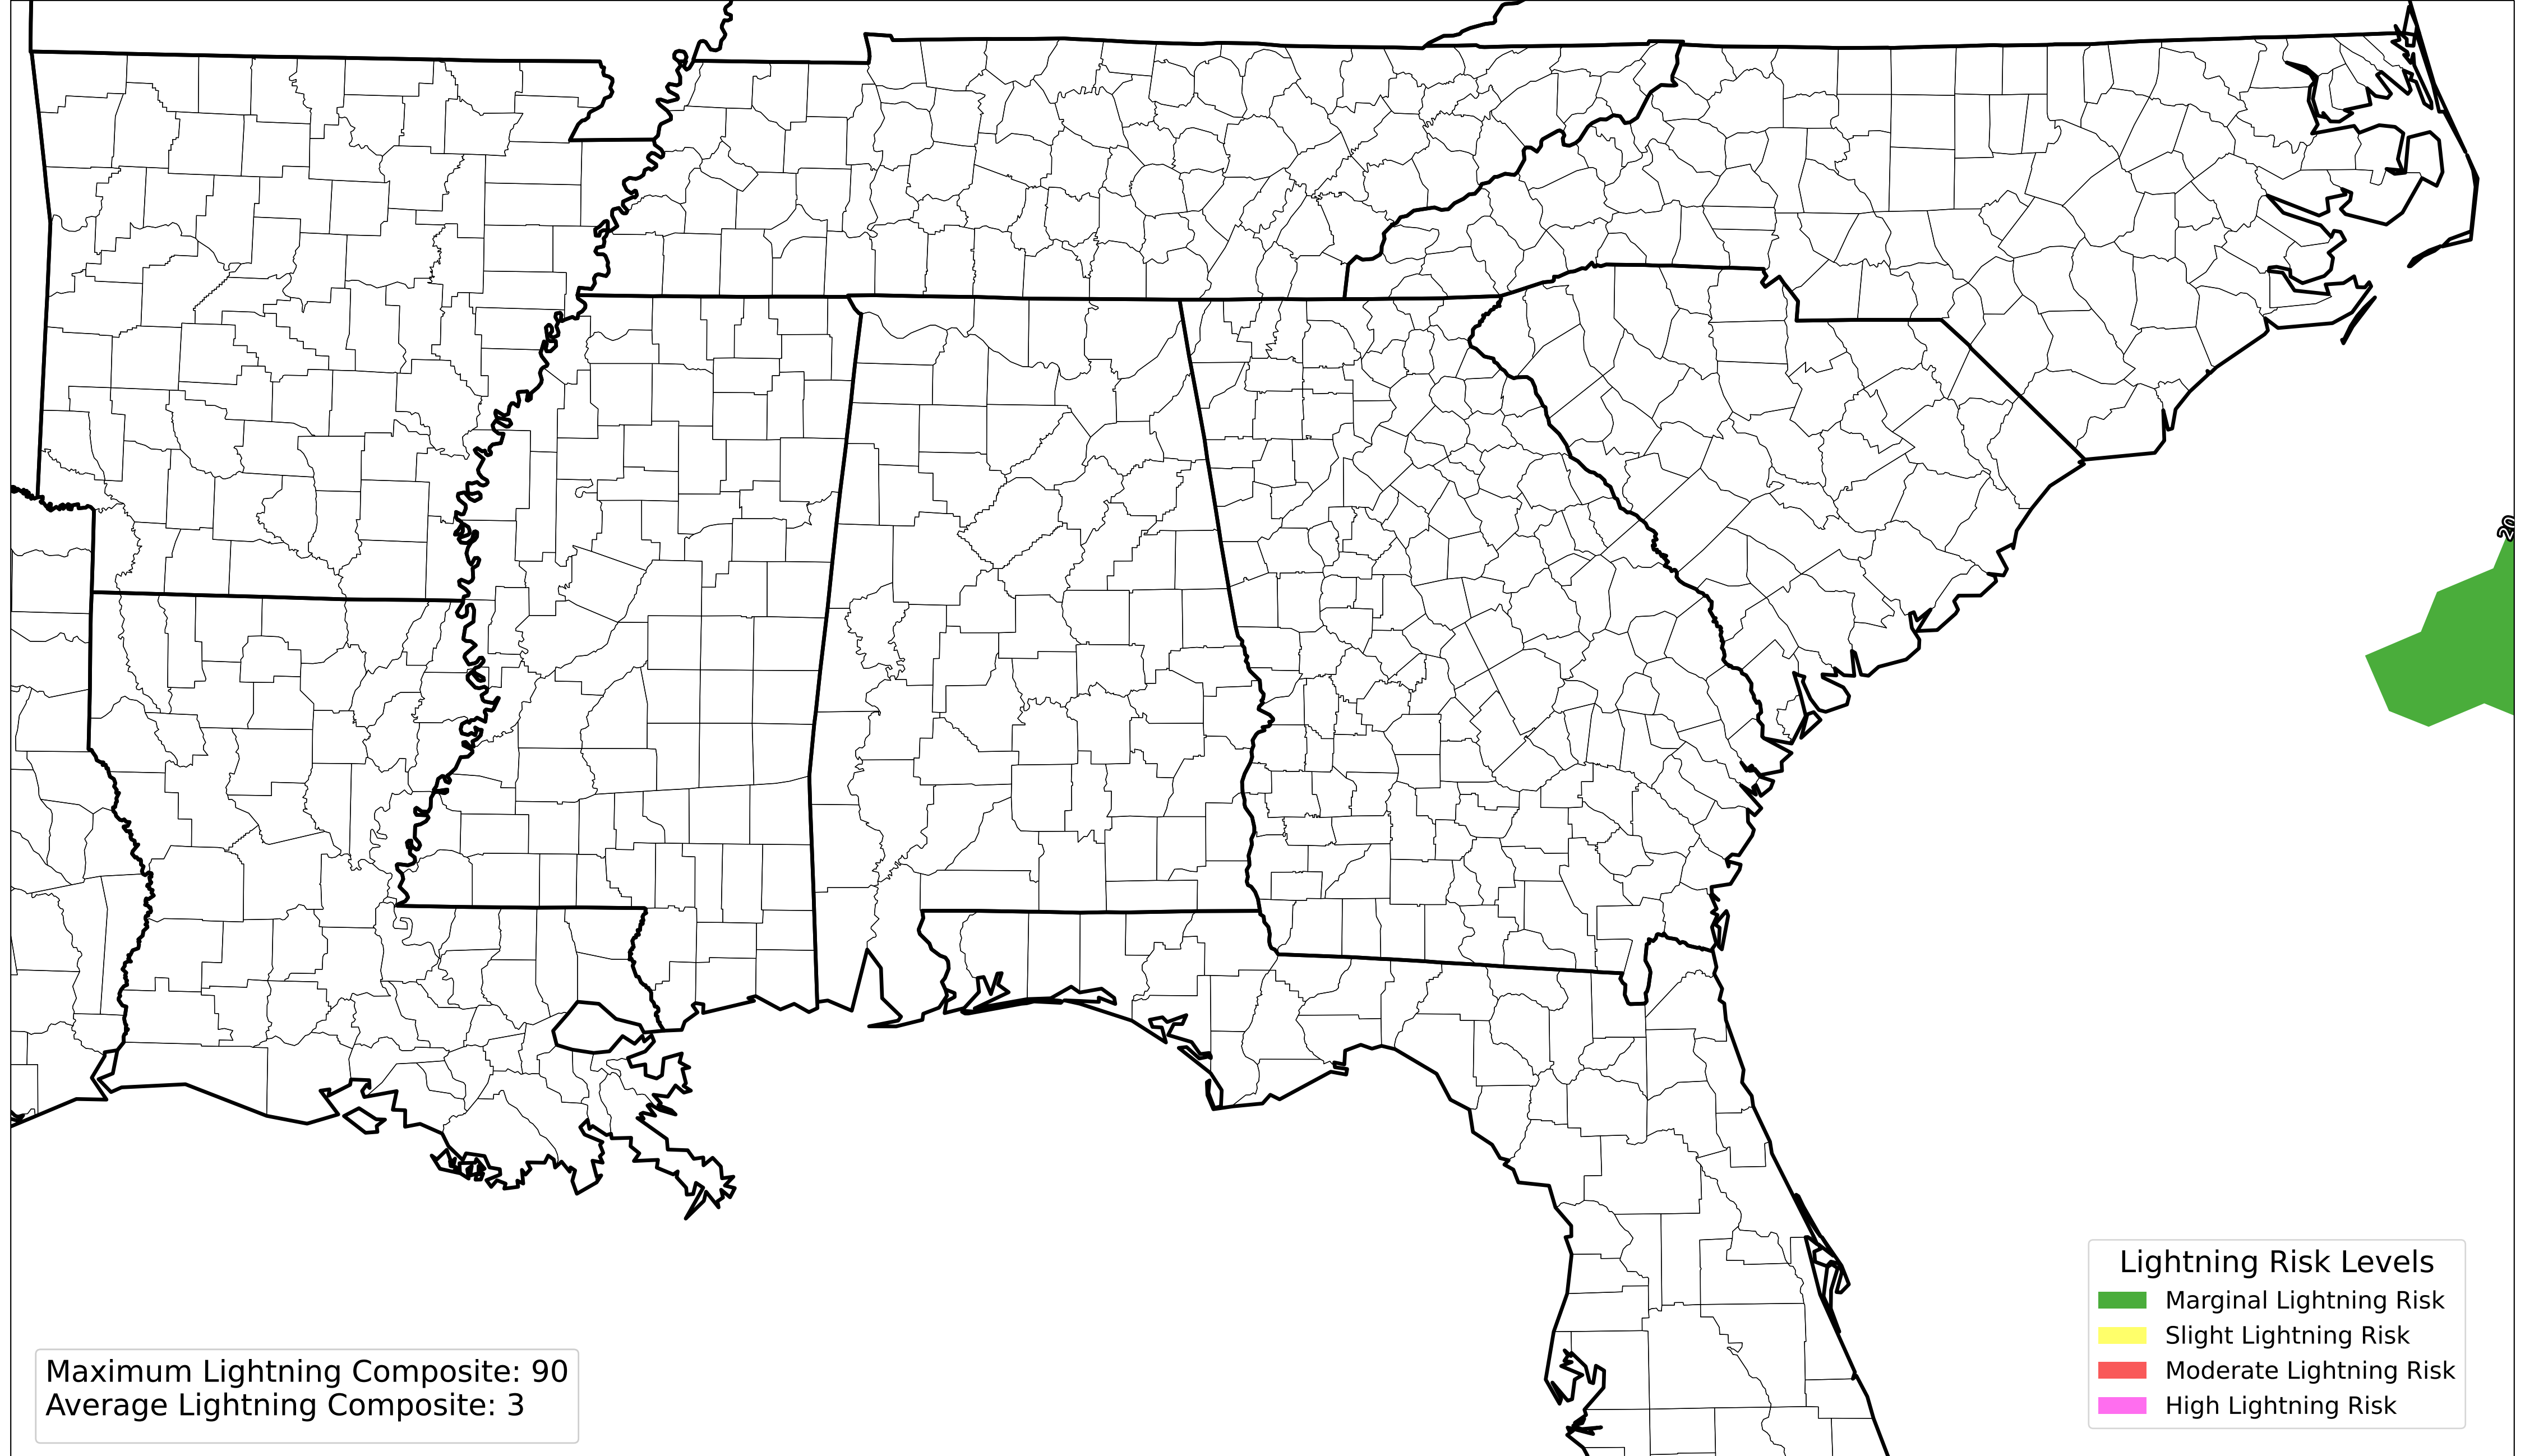 20
Lightning Risk Levels
Marginal Lightning Risk
Slight Lightning Risk
Moderate Lightning Risk
High Lightning Risk
Maximum Lightning Composite: 90
Average Lightning Composite: 3